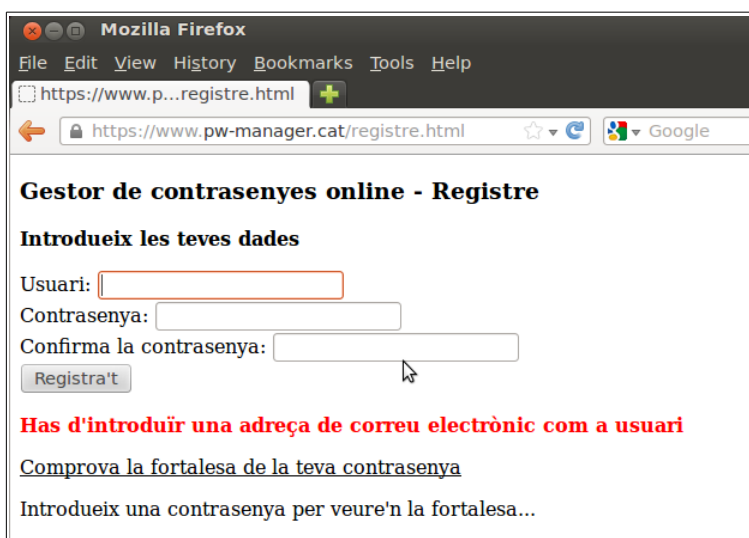 Mozilla Firefox
File Edit View History Bookmarks Tools Help
https://www.p...registre.html
https://www.pw-manager.cat/registre.html Google
Gestor de contrasenyes online - Registre
Introdueix les teves dades
Usuari:
Contrasenya:
Confirma la contrasenya:
Registra't
Has d'introduïr una adreça de correu electrònic com a usuari
Comprova la fortalesa de la teva contrasenya
Introdueix una contrasenya per veure'n la fortalesa...